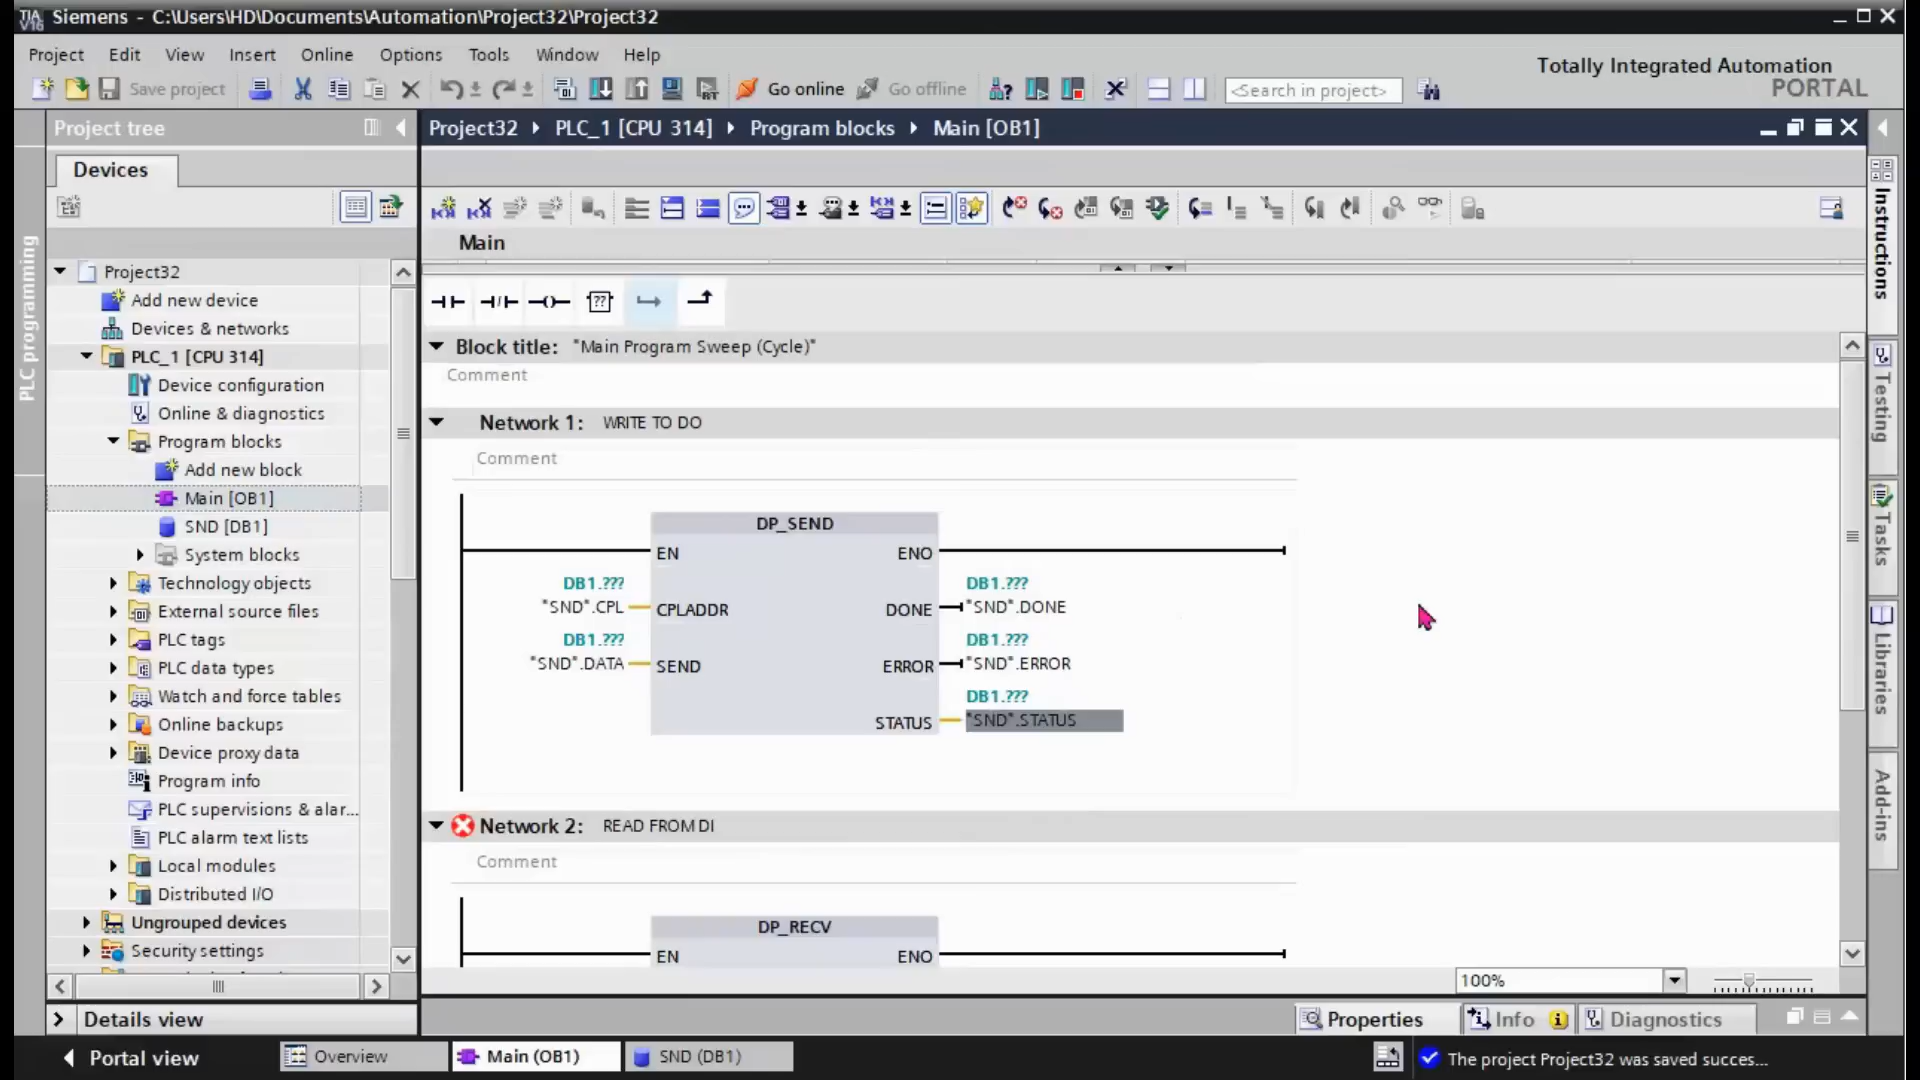 TIA V16
Siemens - C:\Users\HD\Documents\Automation\Project32\Project32
Project Edit View Insert Online Options Tools Window Help
Totally Integrated Automation
PORTAL
Save project
RT
Go online
Go offline
<Search in project>
Project tree
Project32 PLC_1 [CPU 314] Program blocks Main [OB1]
Devices
Main
??
Block title: "Main Program Sweep (Cycle)"
Comment
Network 1: WRITE TO DO
Comment
DP_SEND
EN ENO
DB1.??? DB1.???
"SND".CPL CPLADDR DONE "SND".DONE
DB1.??? DB1.???
"SND".DATA SEND ERROR "SND".ERROR
DB1.???
STATUS "SND".STATUS
Network 2: READ FROM DI
Comment
DP_RECV
EN ENO
100%
PLC programming
Project32
Add new device
Devices & networks
PLC_1 [CPU 314]
Device configuration
Online & diagnostics
Program blocks
Add new block
Main [OB1]
SND [DB1]
System blocks
Technology objects
External source files
PLC tags
PLC data types
Watch and force tables
Online backups
Device proxy data
Program info
PLC supervisions & alar...
PLC alarm text lists
Local modules
Distributed I/O
Ungrouped devices
Security settings
Details view
Instructions
Testing
Tasks
Libraries
Add-ins
Properties Info Diagnostics
Portal view Overview Main (OB1) SND (DB1)
The project Project32 was saved succes...